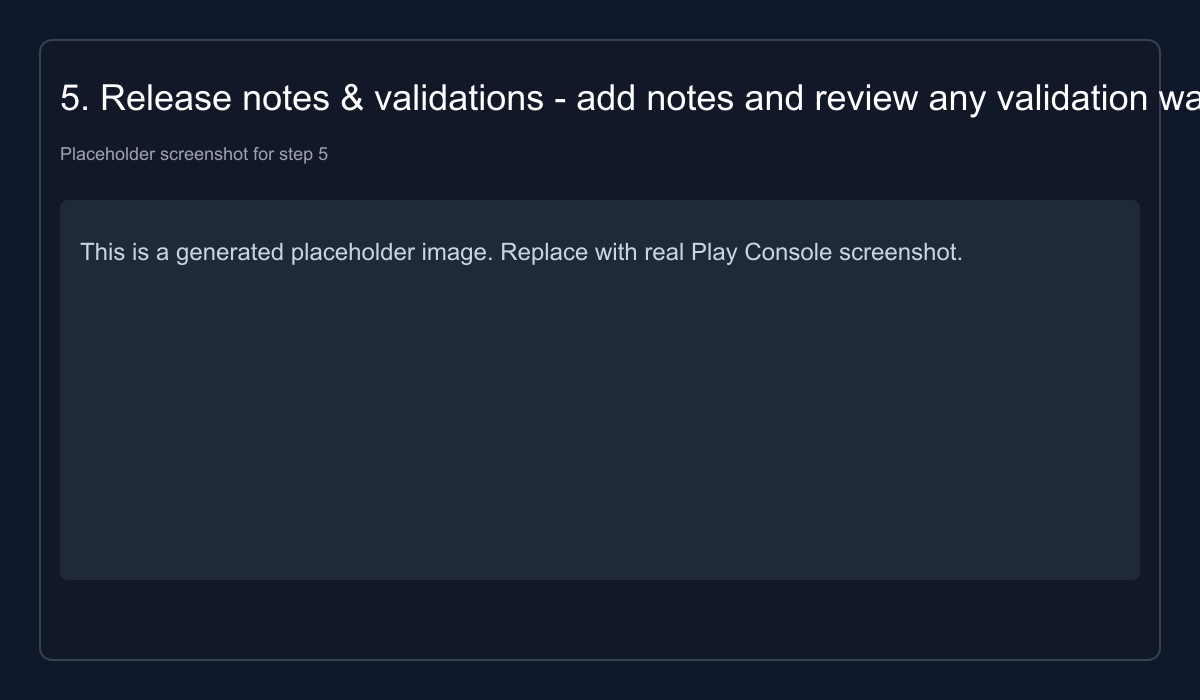 5. Release notes & validations - add notes and review any validation wa
Placeholder screenshot for step 5
This is a generated placeholder image. Replace with real Play Console screenshot.